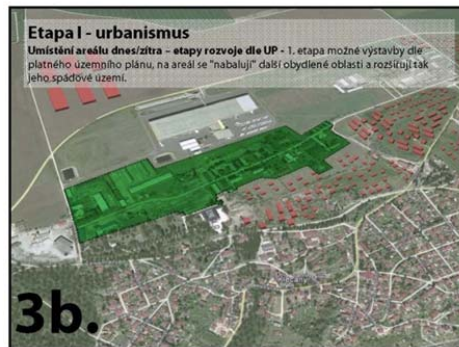 Etapa I - urbanismus
Umístění areálu dnes/zítra – etapy rozvoje dle UP - 1. etapa možné výstavby dle
platného územního plánu, na areál se "nabalují" další obydlené oblasti a rozšiřují tak
jeho spádové území.
3b.